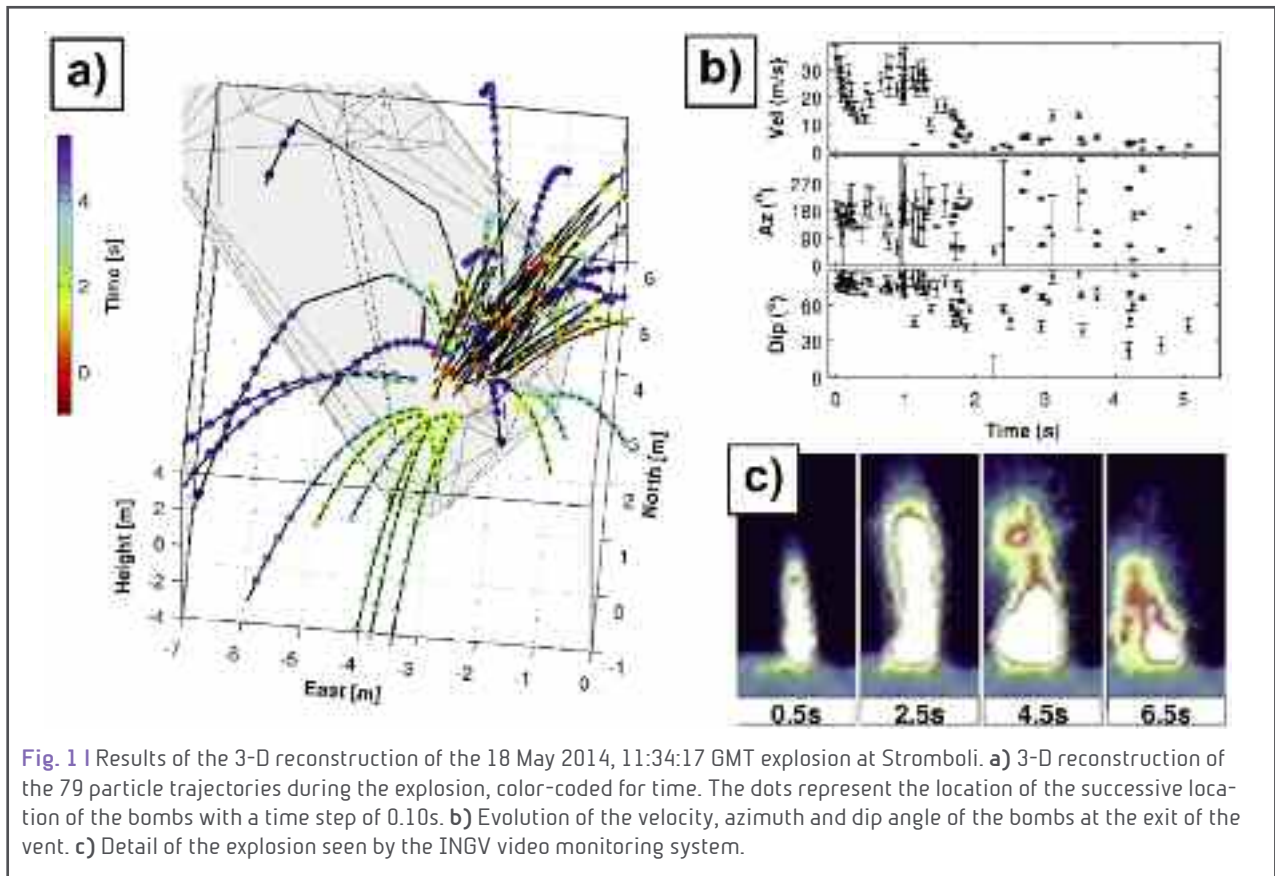 a)
Time [s]
4
2
0
Height [m]
4
2
0
-2
-4
-7
-6
-5
-4
-3
-2
-1
0
East [m]
6
5
4
3
2
1
0
-1
North [m]
b)
Vel (m/s)
30
20
10
0
Az (°)
270
180
90
0
Dip (°)
60
30
0
0 1 2 3 4 5
Time (s)
c)
0.5s 2.5s 4.5s 6.5s
Fig. 1 | Results of the 3-D reconstruction of the 18 May 2014, 11:34:17 GMT explosion at Stromboli. a) 3-D reconstruction of
the 79 particle trajectories during the explosion, color-coded for time. The dots represent the location of the successive loca-
tion of the bombs with a time step of 0.10s. b) Evolution of the velocity, azimuth and dip angle of the bombs at the exit of the
vent. c) Detail of the explosion seen by the INGV video monitoring system.